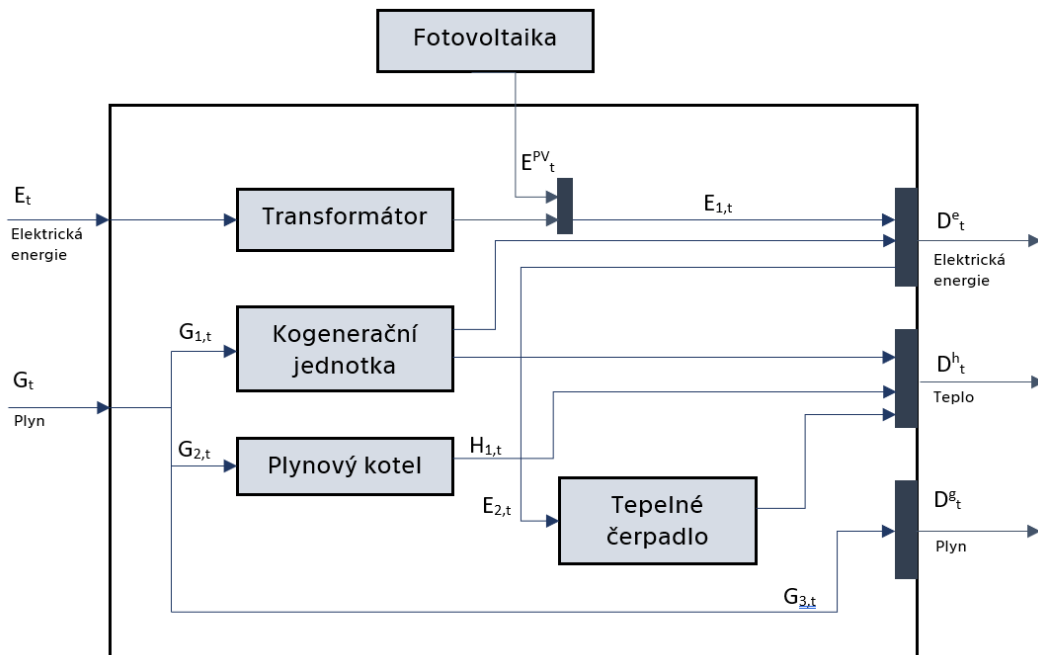 Fotovoltaika
E^PV_t
E_t
Elektrická
energie
Transformátor
E_1,t
D^e_t
Elektrická
energie
G_1,t
Kogenerační
jednotka
G_t
Plyn
D^h_t
Teplo
G_2,t
Plynový kotel
H_1,t
E_2,t
Tepelné
čerpadlo
D^g_t
Plyn
G_3,t